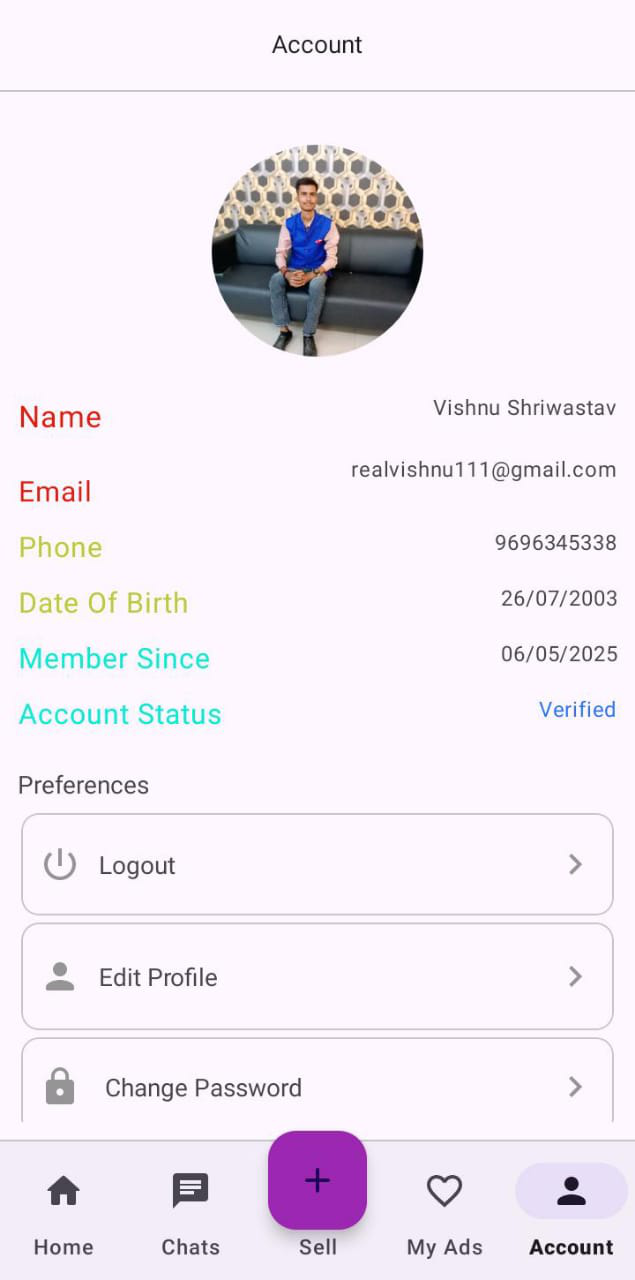 Account
Name Vishnu Shriwastav
Email realvishnu111@gmail.com
Phone 9696345338
Date Of Birth 26/07/2003
Member Since 06/05/2025
Account Status Verified
Preferences
Logout
Edit Profile
Change Password
Home Chats Sell My Ads Account